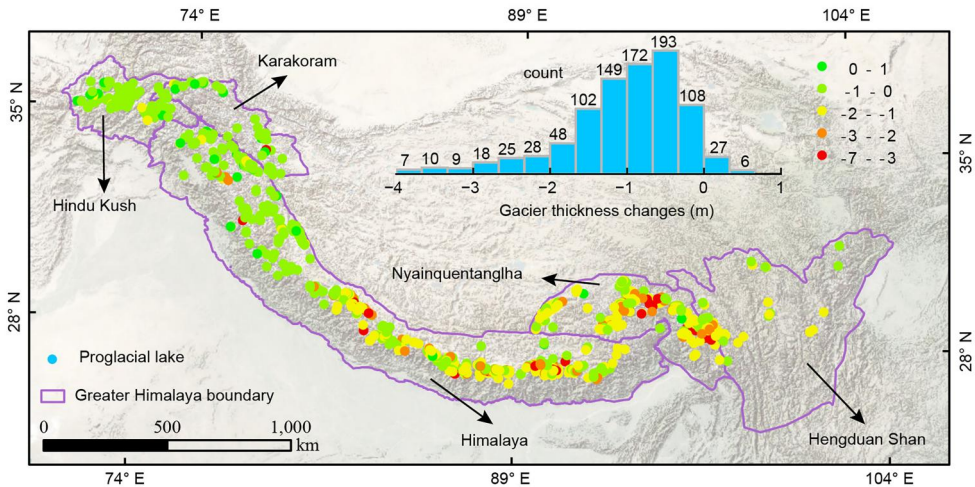 74° E 89° E 104° E
35° N
28° N
35° N
28° N
Karakoram
Hindu Kush
count
7 10 9 18 25 28 48 102 149 172 193 108 27 6
−4 −3 −2 −1 0 1
Gacier thickness changes (m)
0 - 1
-1 - 0
-2 - -1
-3 - -2
-7 - -3
Nyainquentanglha
Himalaya
Hengduan Shan
Proglacial lake
Greater Himalaya boundary
0 500 1,000
km
74° E 89° E 104° E